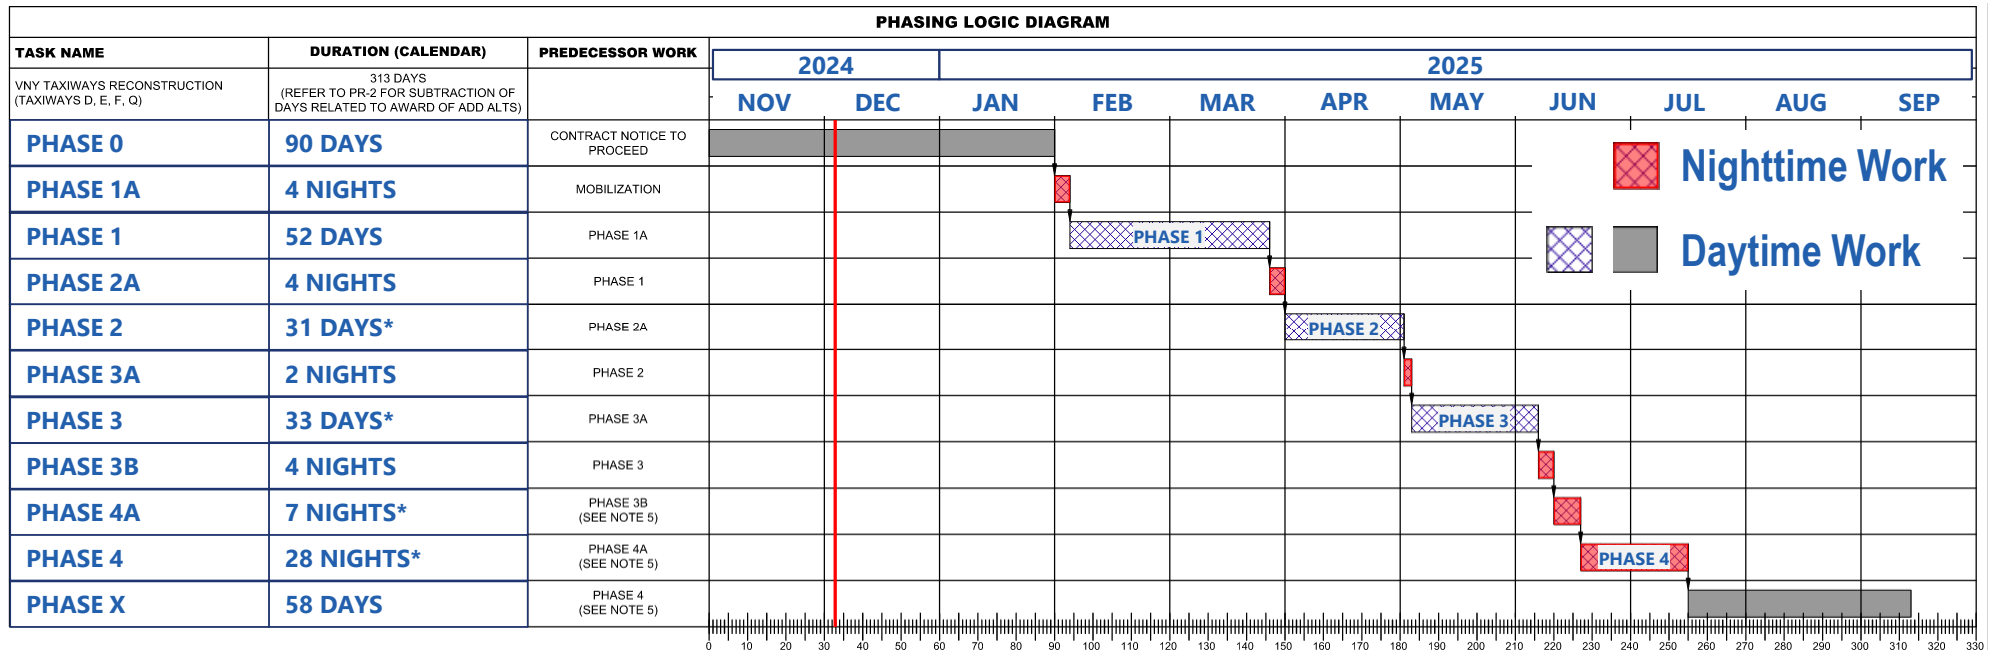 PHASING LOGIC DIAGRAM
TASK NAME
DURATION (CALENDAR)
PREDECESSOR WORK
2024
2025
VNY TAXIWAYS RECONSTRUCTION
(TAXIWAYS D, E, F, Q)
313 DAYS
(REFER TO PR-2 FOR SUBTRACTION OF
DAYS RELATED TO AWARD OF ADD ALTS)
NOV DEC JAN FEB MAR APR MAY JUN JUL AUG SEP
PHASE 0
90 DAYS
CONTRACT NOTICE TO
PROCEED
Nighttime Work
PHASE 1A
4 NIGHTS
MOBILIZATION
PHASE 1
52 DAYS
PHASE 1A
PHASE 1
Daytime Work
PHASE 2A
4 NIGHTS
PHASE 1
PHASE 2
31 DAYS*
PHASE 2A
PHASE 2
PHASE 3A
2 NIGHTS
PHASE 2
PHASE 3
33 DAYS*
PHASE 3A
PHASE 3
PHASE 3B
4 NIGHTS
PHASE 3
PHASE 4A
7 NIGHTS*
PHASE 3B
(SEE NOTE 5)
PHASE 4
28 NIGHTS*
PHASE 4A
(SEE NOTE 5)
PHASE 4
PHASE X
58 DAYS
PHASE 4
(SEE NOTE 5)
0 10 20 30 40 50 60 70 80 90 100 110 120 130 140 150 160 170 180 190 200 210 220 230 240 250 260 270 280 290 300 310 320 330